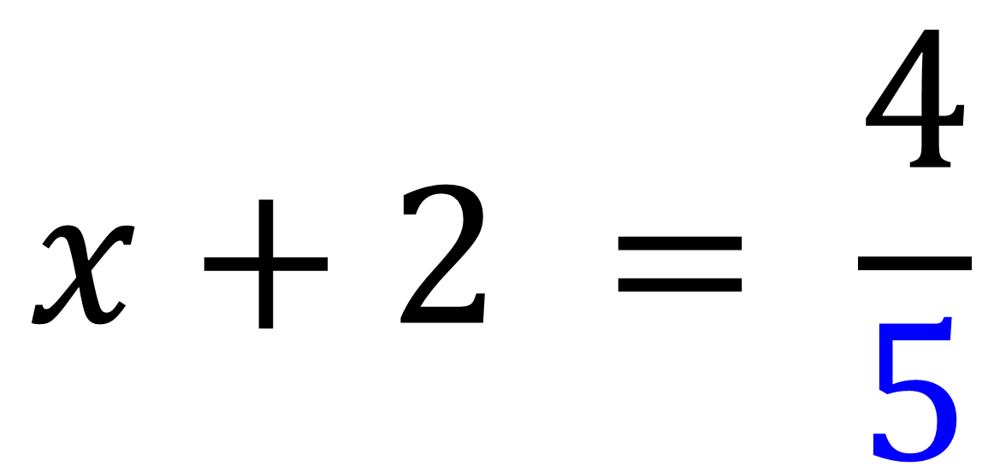 x + 2 = 4/5